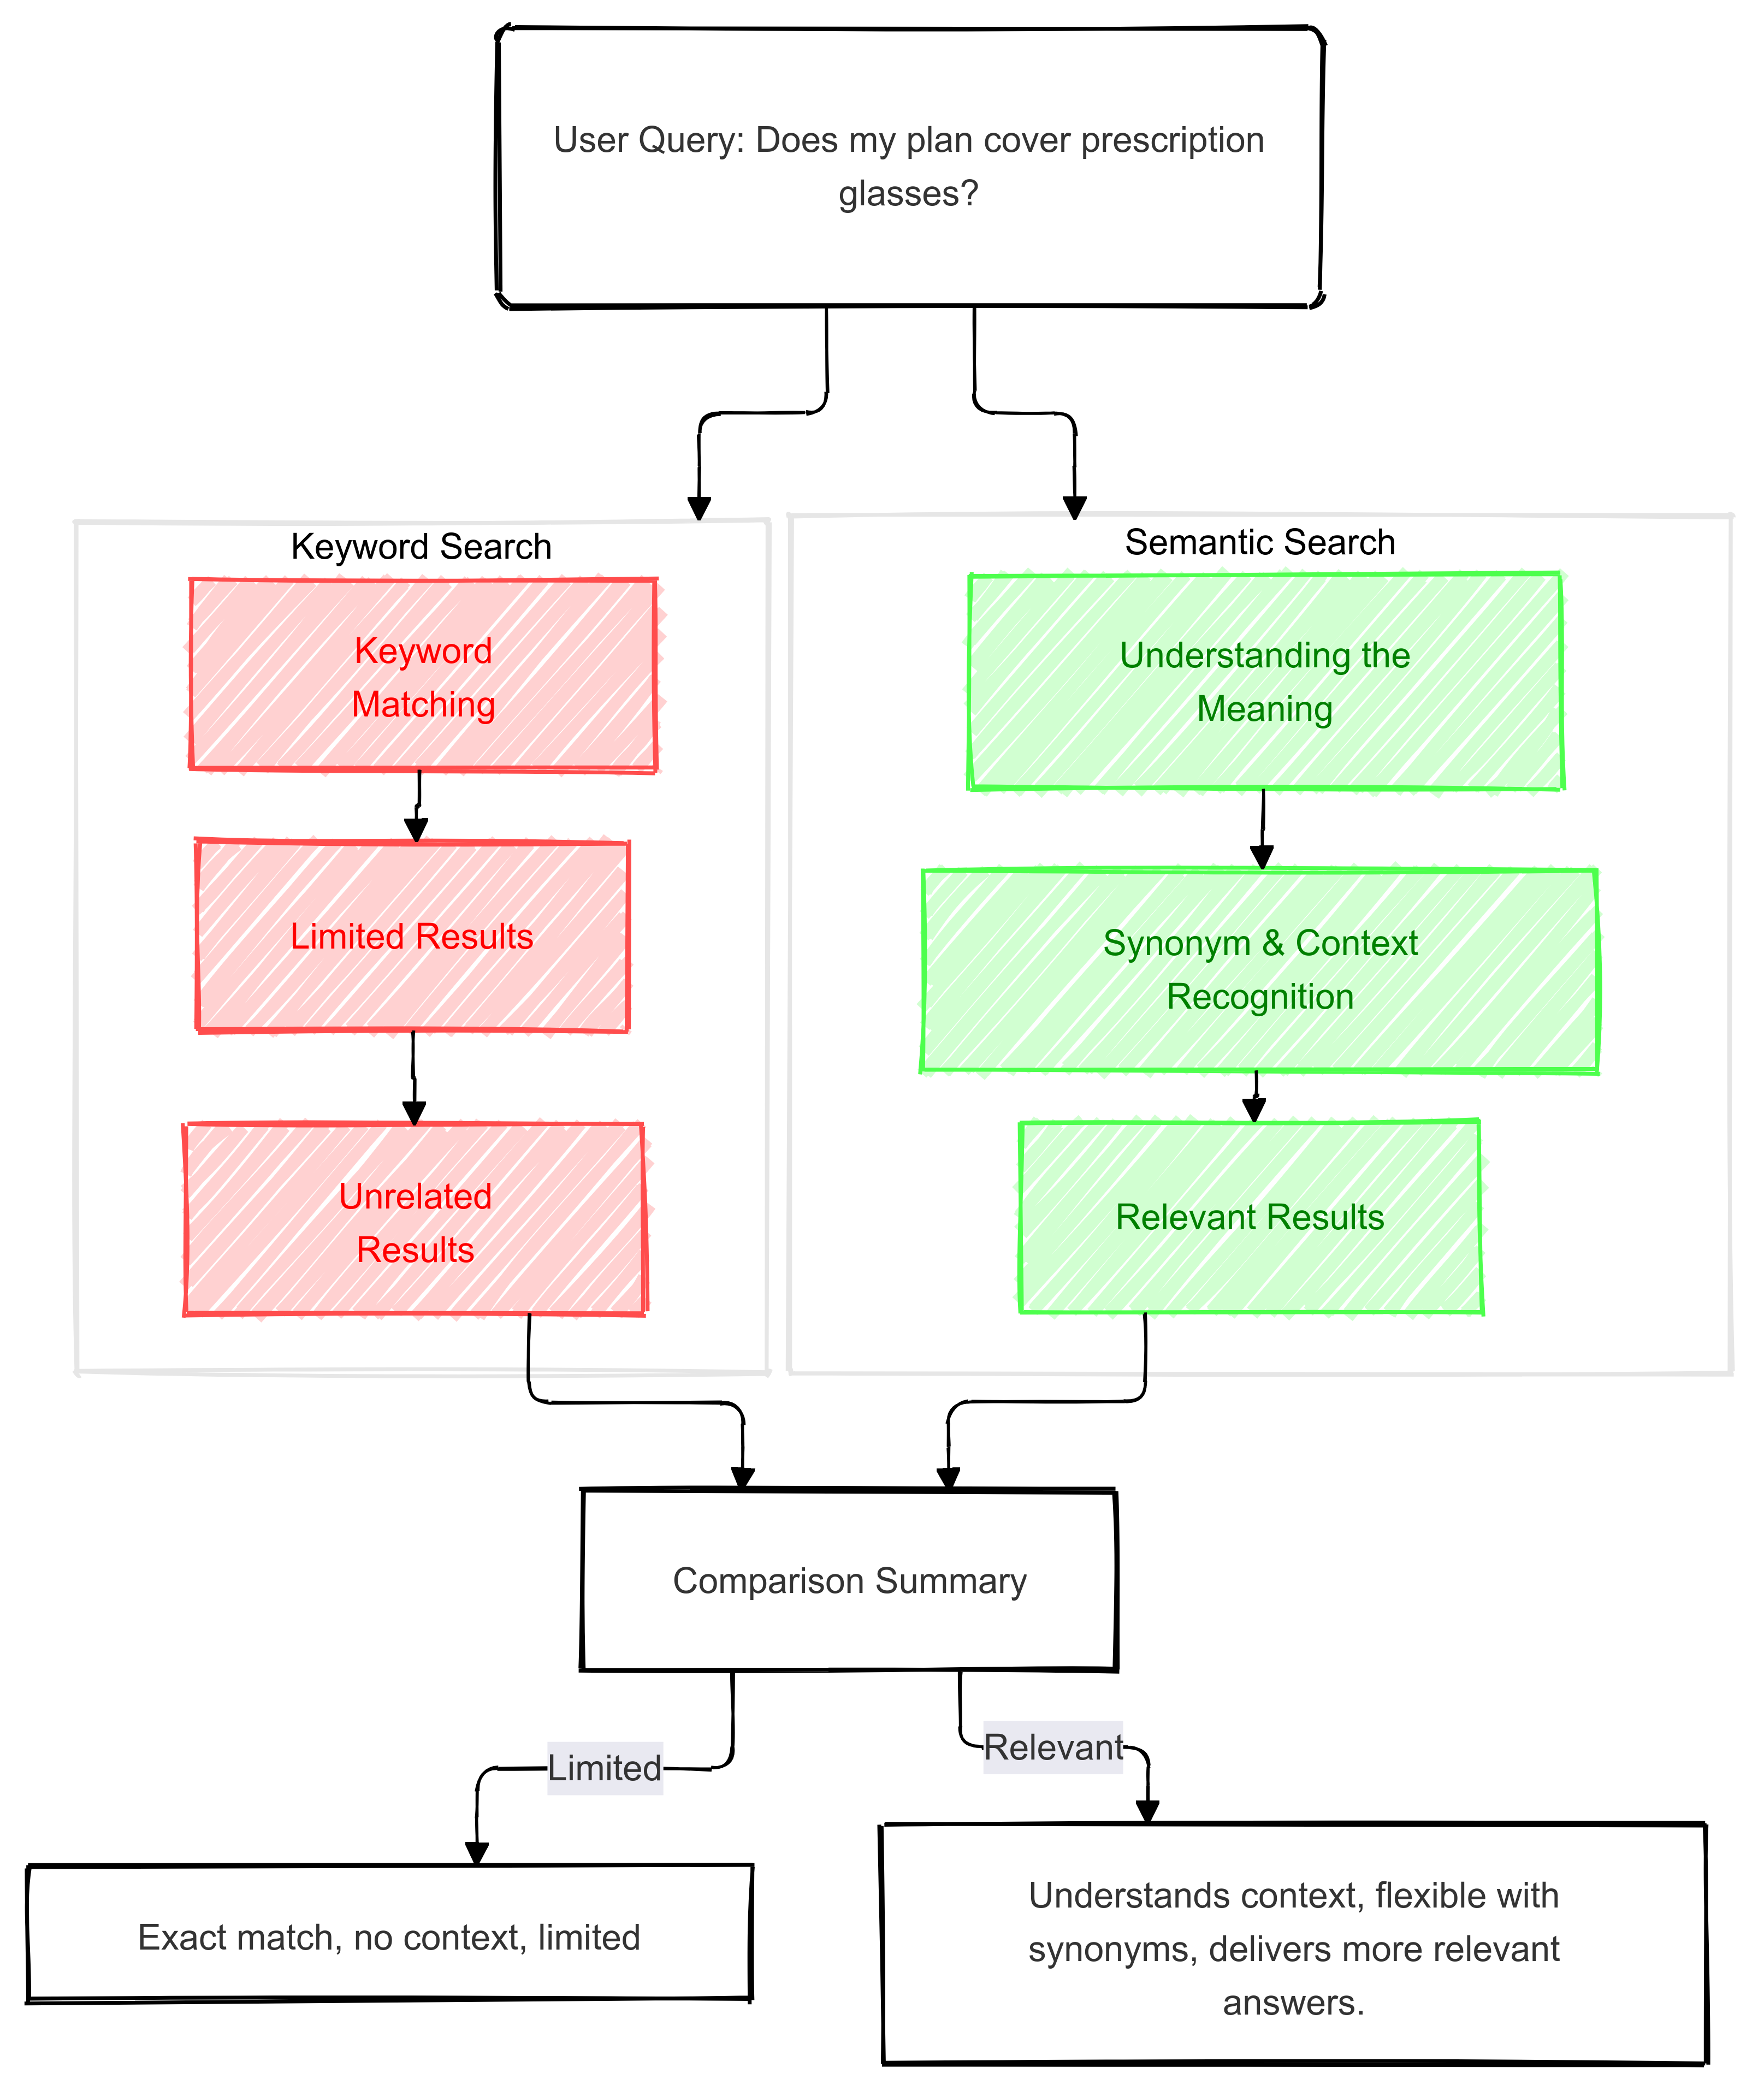 User Query: Does my plan cover prescription
glasses?
Keyword Search
Keyword
Matching
Limited Results
Unrelated
Results
Semantic Search
Understanding the
Meaning
Synonym & Context
Recognition
Relevant Results
Comparison Summary
Limited
Relevant
Exact match, no context, limited
Understands context, flexible with
synonyms, delivers more relevant
answers.